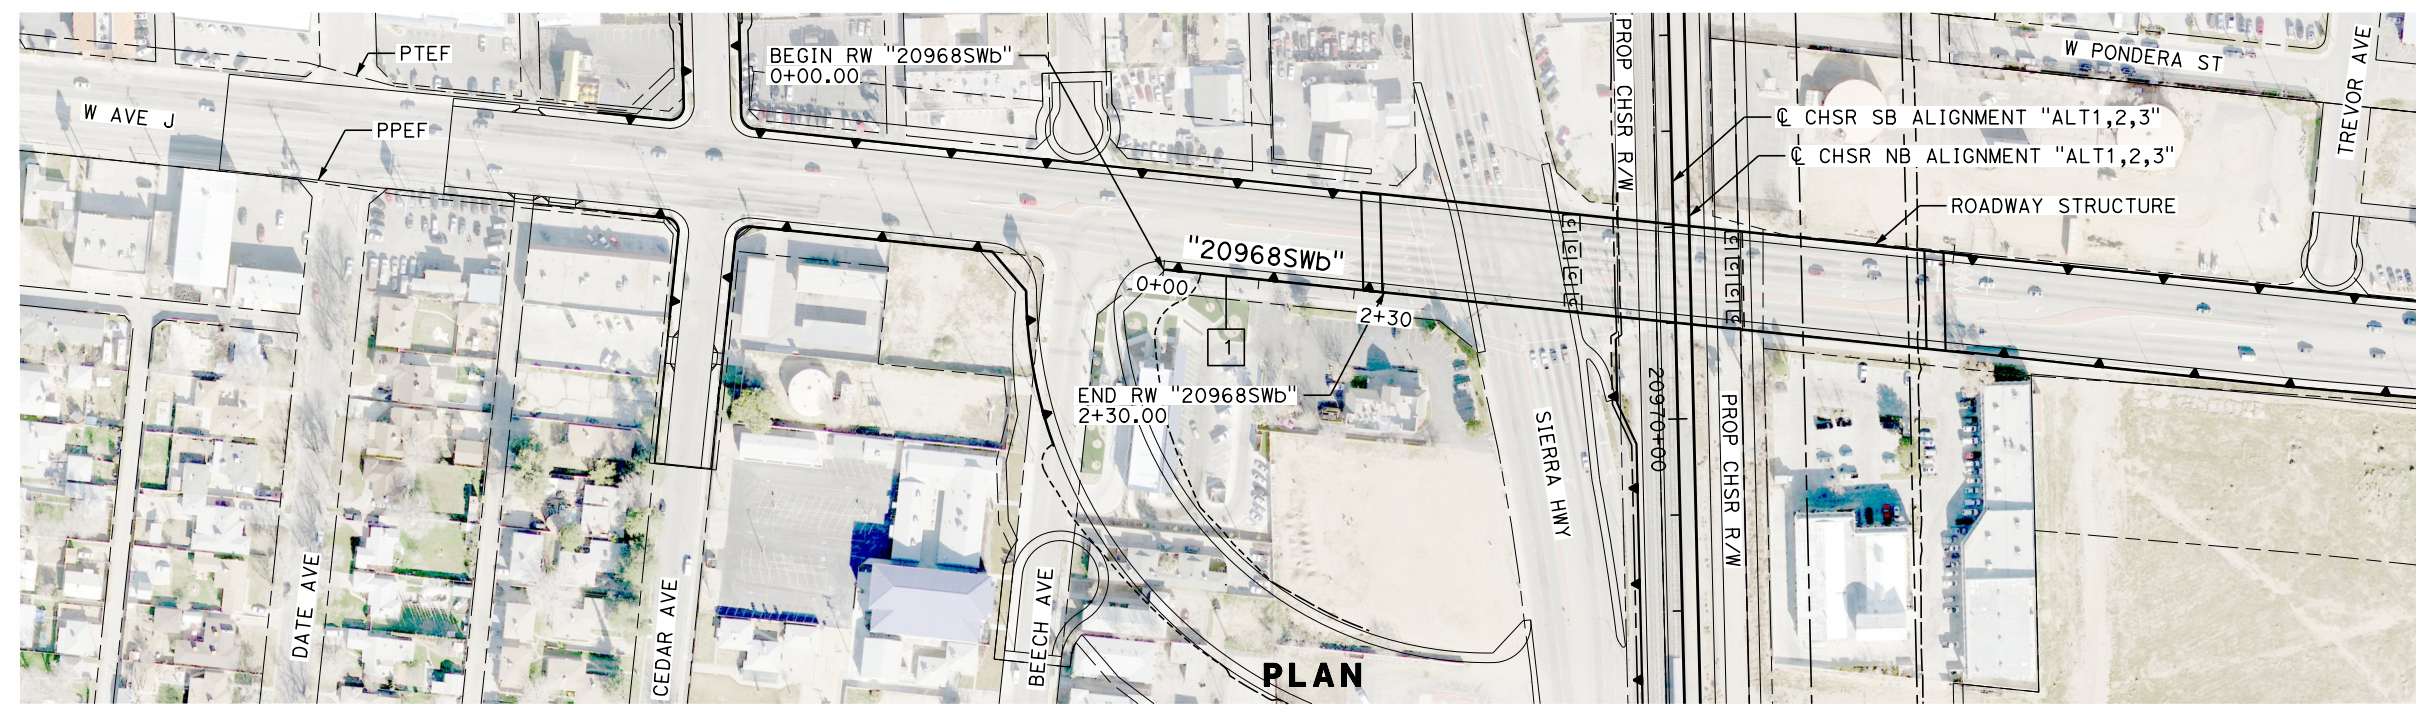 PTEF
BEGIN RW "20968SWb"
0+00.00
W AVE J
PPEF
PROP CHSR R/W
W PONDERA ST
TREVOR AVE
℄ CHSR SB ALIGNMENT "ALT1,2,3"
℄ CHSR NB ALIGNMENT "ALT1,2,3"
ROADWAY STRUCTURE
"20968SWb"
0+00
2+30
1
END RW "20968SWb"
2+30.00
C C C C
C C C C
20970+00
SIERRA HWY
PROP CHSR R/W
DATE AVE
CEDAR AVE
BEECH AVE
PLAN